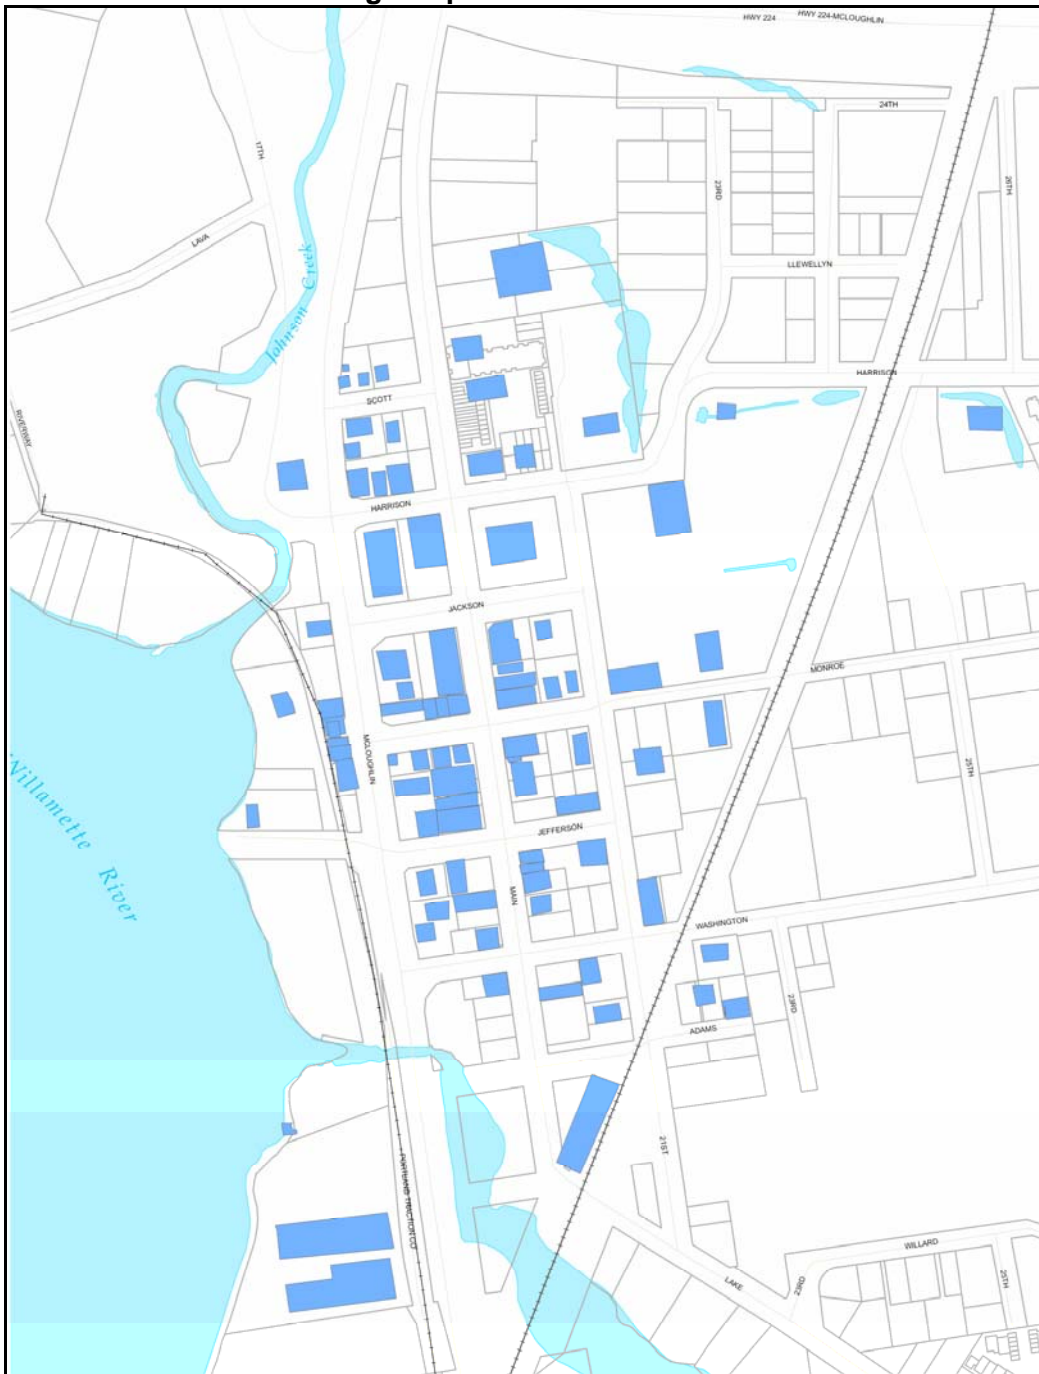 HWY 224
HWY 224-MCLOUGHLIN
24TH
17TH
23RD
26TH
LAVA
LLEWELLYN
Johnson Creek
HARRISON
SCOTT
RIVERWAY
HARRISON
JACKSON
MONROE
MCLOUGHLIN
25TH
Willamette River
JEFFERSON
MAIN
WASHINGTON
23RD
ADAMS
21ST
PORTLAND TRACTION CO
WILLARD
LAKE
23RD
25TH